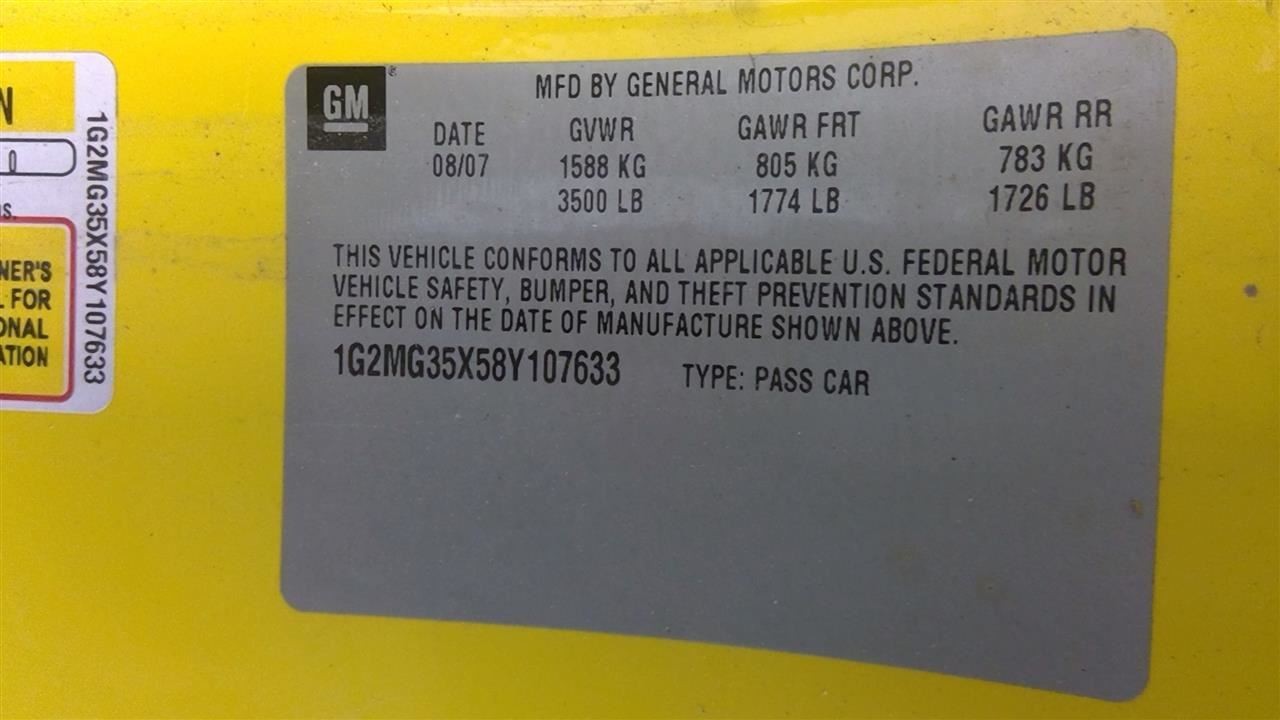 N
0
S.
NER'S
FOR
ONAL
ATION
1G2MG35X58Y107633
GM
MFD BY GENERAL MOTORS CORP.
DATE GVWR GAWR FRT GAWR RR
08/07 1588 KG 805 KG 783 KG
3500 LB 1774 LB 1726 LB
THIS VEHICLE CONFORMS TO ALL APPLICABLE U.S. FEDERAL MOTOR
VEHICLE SAFETY, BUMPER, AND THEFT PREVENTION STANDARDS IN
EFFECT ON THE DATE OF MANUFACTURE SHOWN ABOVE.
1G2MG35X58Y107633 TYPE: PASS CAR